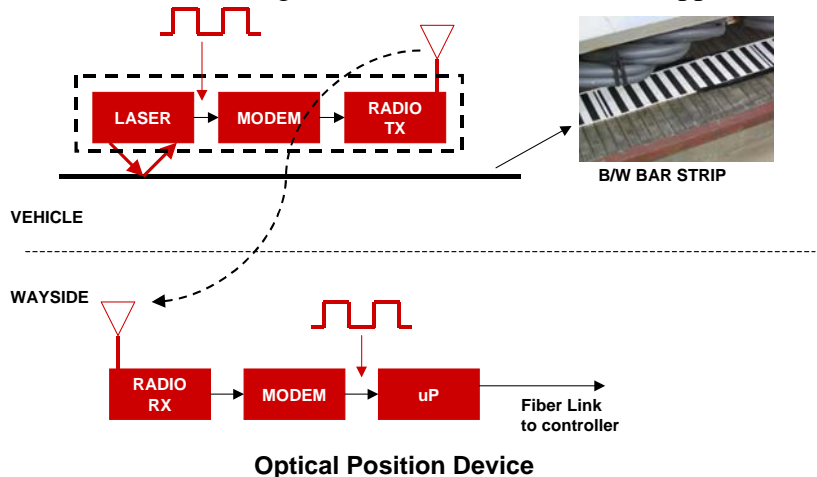 LASER
MODEM
RADIO
TX
B/W BAR STRIP
VEHICLE
WAYSIDE
RADIO
RX
MODEM
uP
Fiber Link
to controller
Optical Position Device